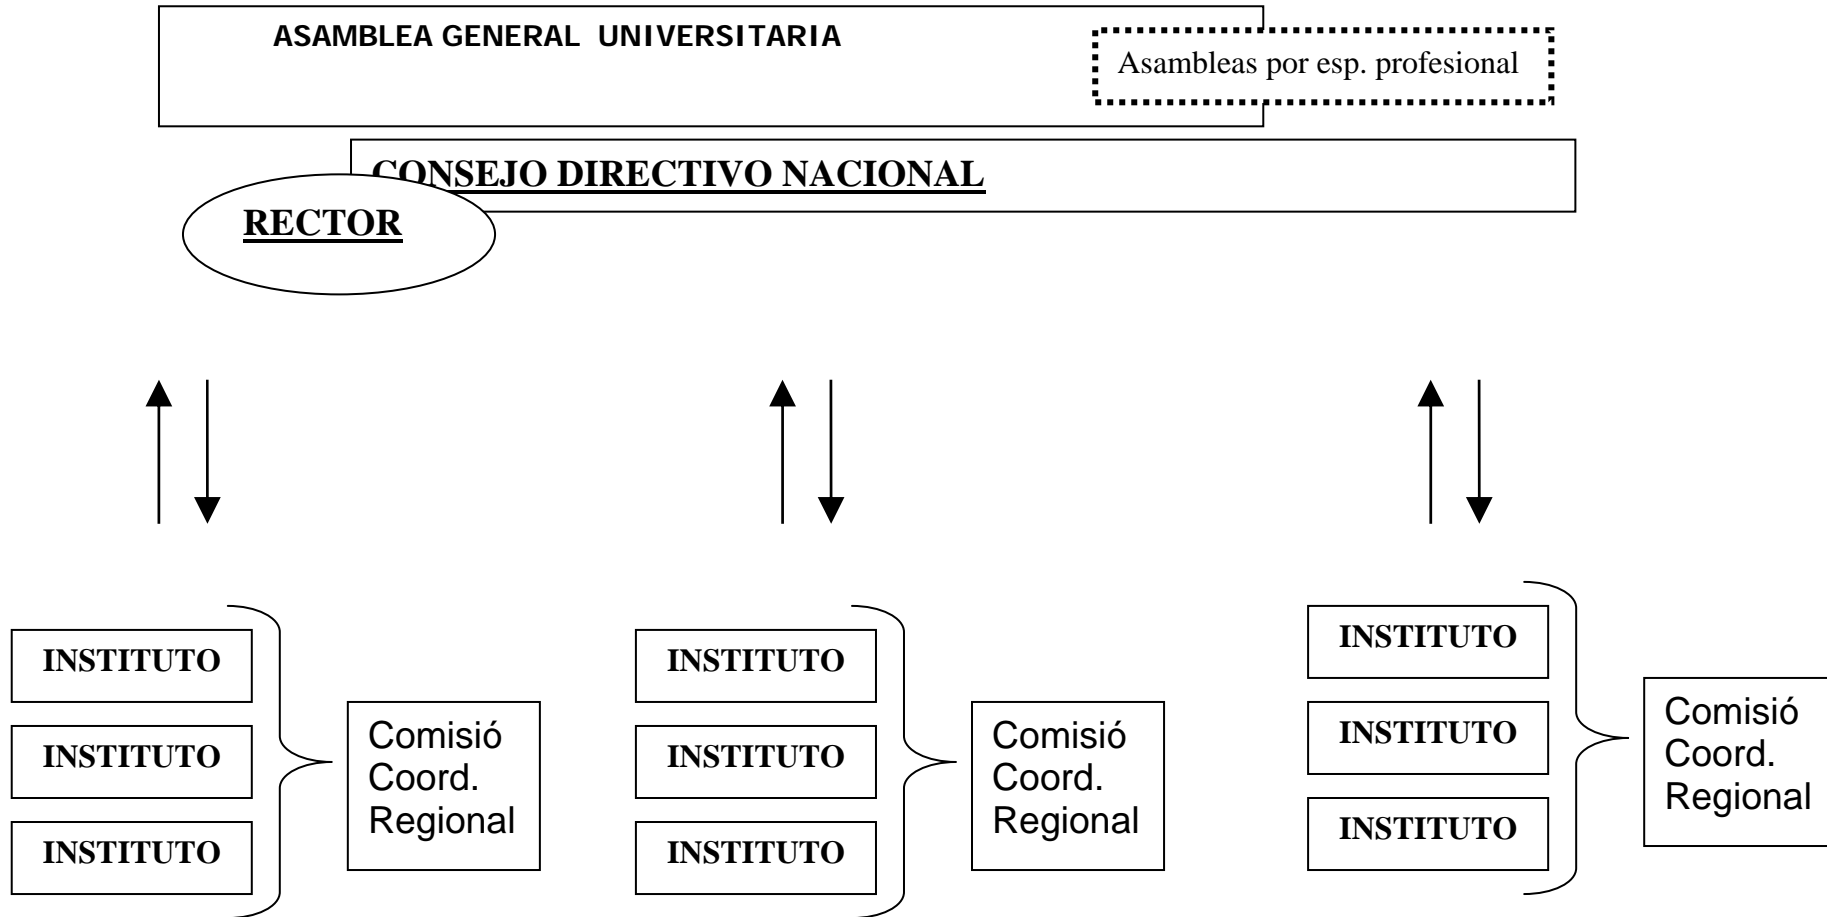 ASAMBLEA GENERAL UNIVERSITARIA
Asambleas por esp. profesional
CONSEJO DIRECTIVO NACIONAL
RECTOR
INSTITUTO
INSTITUTO
INSTITUTO
Comisió
Coord.
Regional
INSTITUTO
INSTITUTO
INSTITUTO
Comisió
Coord.
Regional
INSTITUTO
INSTITUTO
INSTITUTO
Comisió
Coord.
Regional